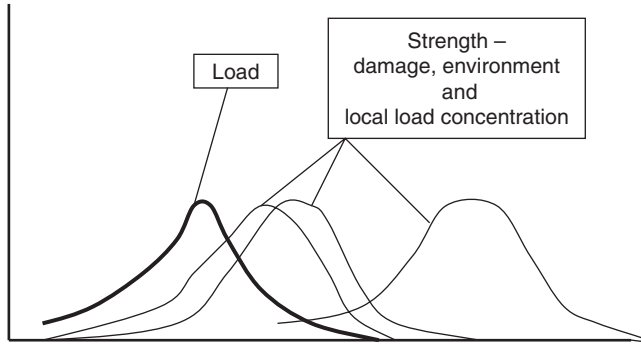 Load
Strength –
damage, environment
and
local load concentration